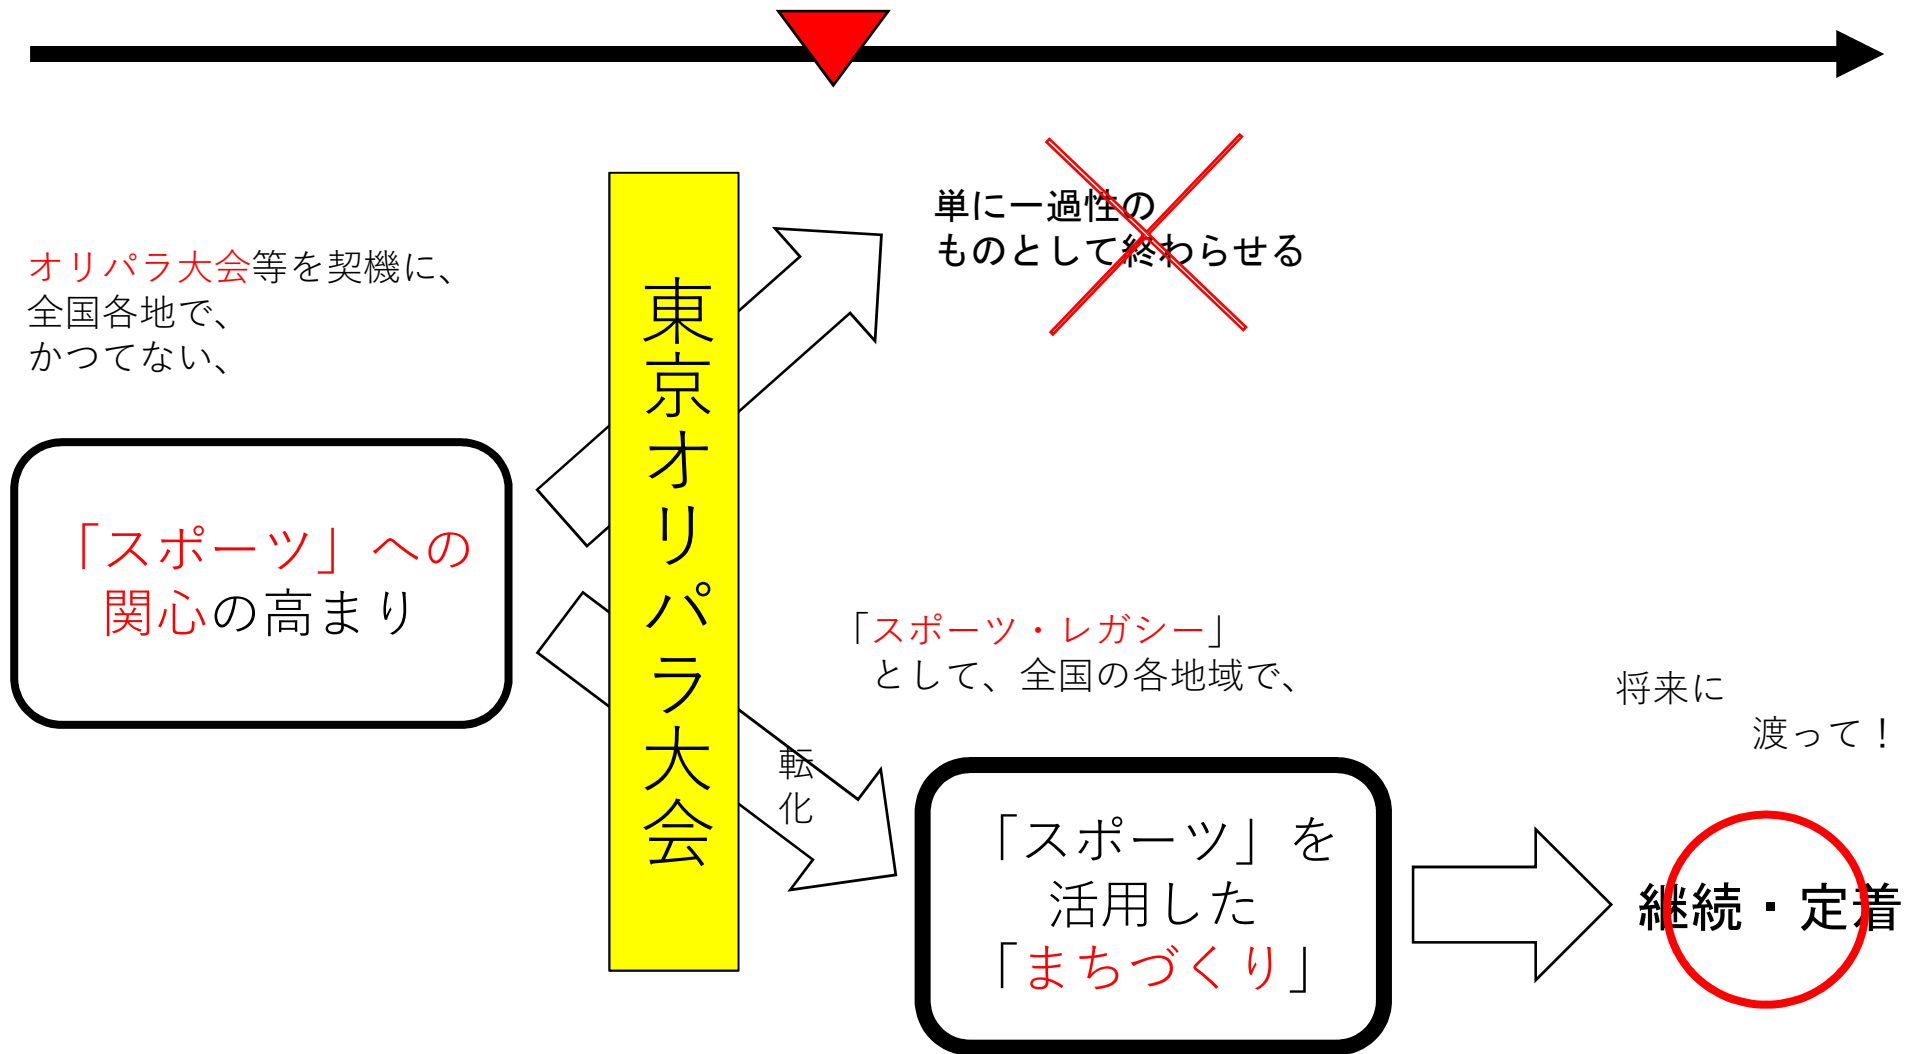 オリパラ大会等を契機に、
全国各地で、
かつてない、
「スポーツ」への
関心の高まり
東京オリパラ大会
単に一過性の
ものとして終わらせる
転化
「スポーツ・レガシー」
として、全国の各地域で、
「スポーツ」を
活用した
「まちづくり」
将来に
渡って！
継続・定着